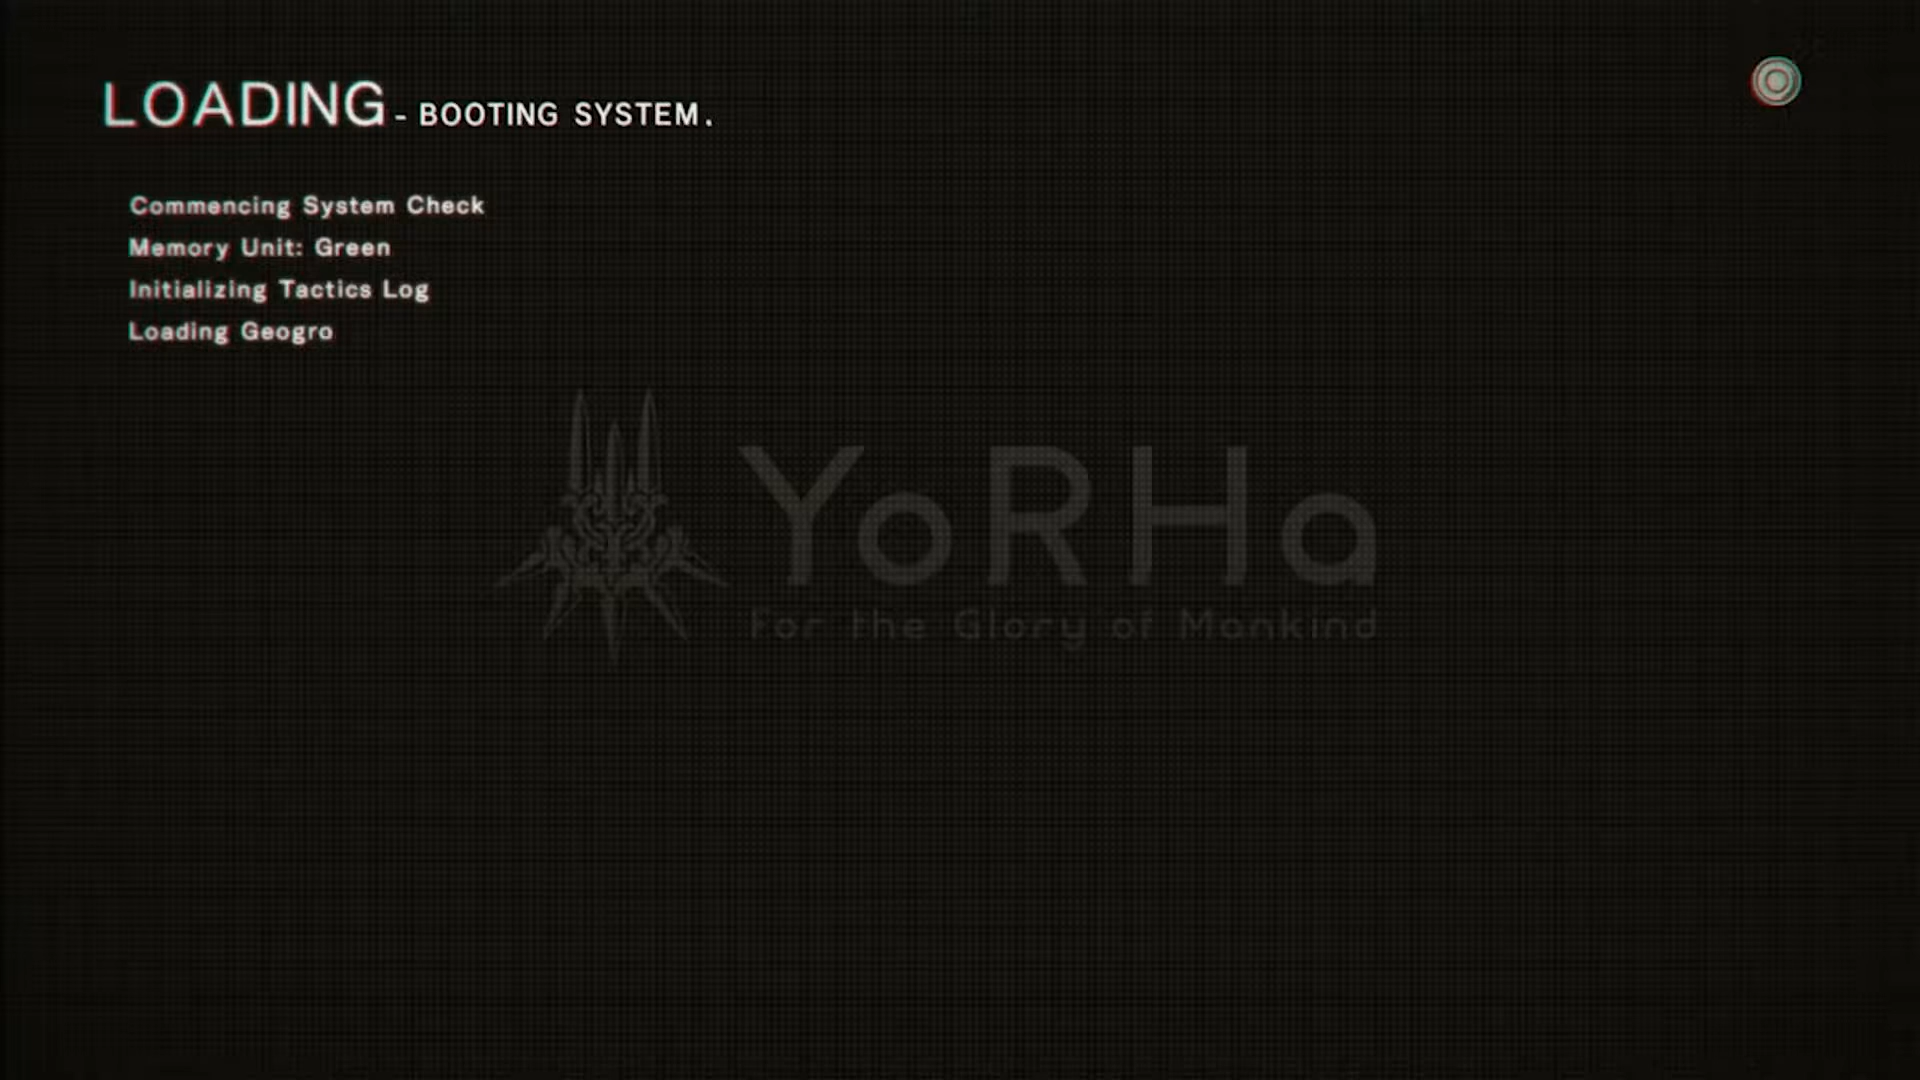 LOADING - BOOTING SYSTEM.
Commencing System Check
Memory Unit: Green
Initializing Tactics Log
Loading Geogro
YoRHa
For the Glory of Mankind